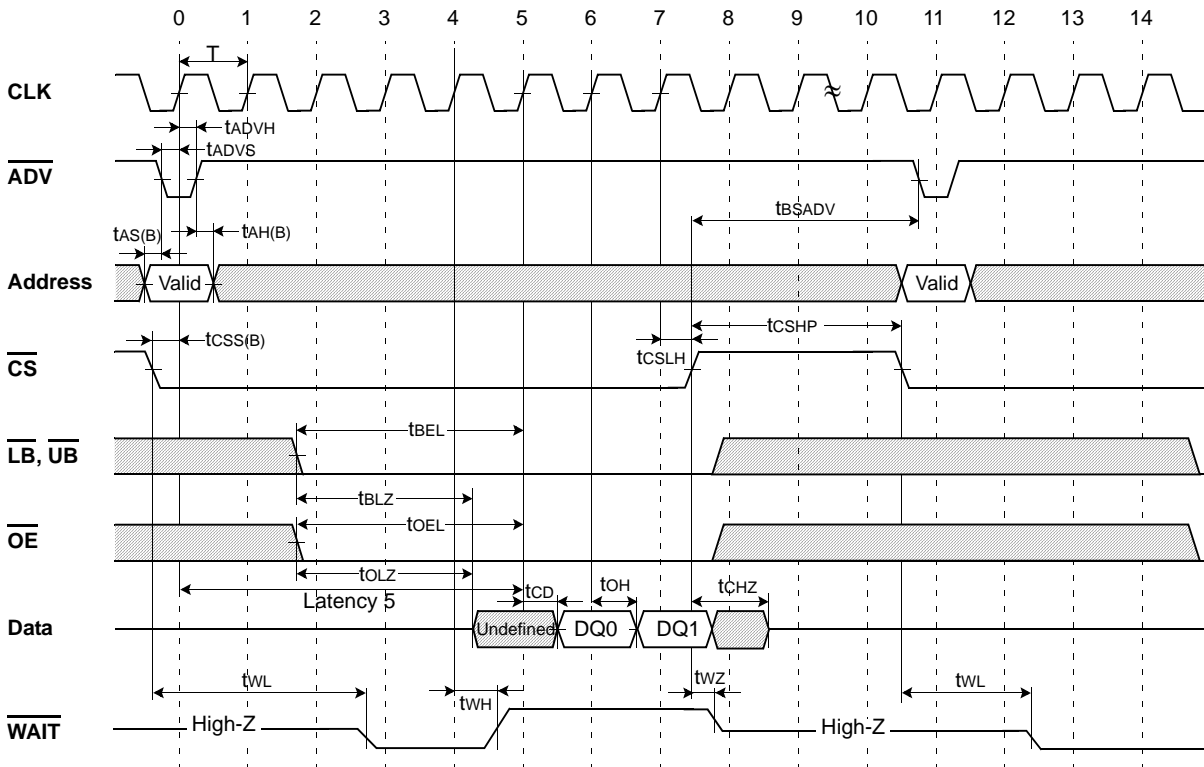 0 1 2 3 4 5 6 7 8 9 10 11 12 13 14
T
CLK
≈
tADVH
tADVS
ADV
tBSADV
tAS(B) tAH(B)
Address Valid Valid
tCSHP
tCSS(B) tCSLH
CS
tBEL
LB, UB
tBLZ
tOEL
OE
tOLZ
Latency 5 tCD tOH tCHZ
Data Undefined DQ0 DQ1
tWL tWH tWZ tWL
WAIT High-Z High-Z